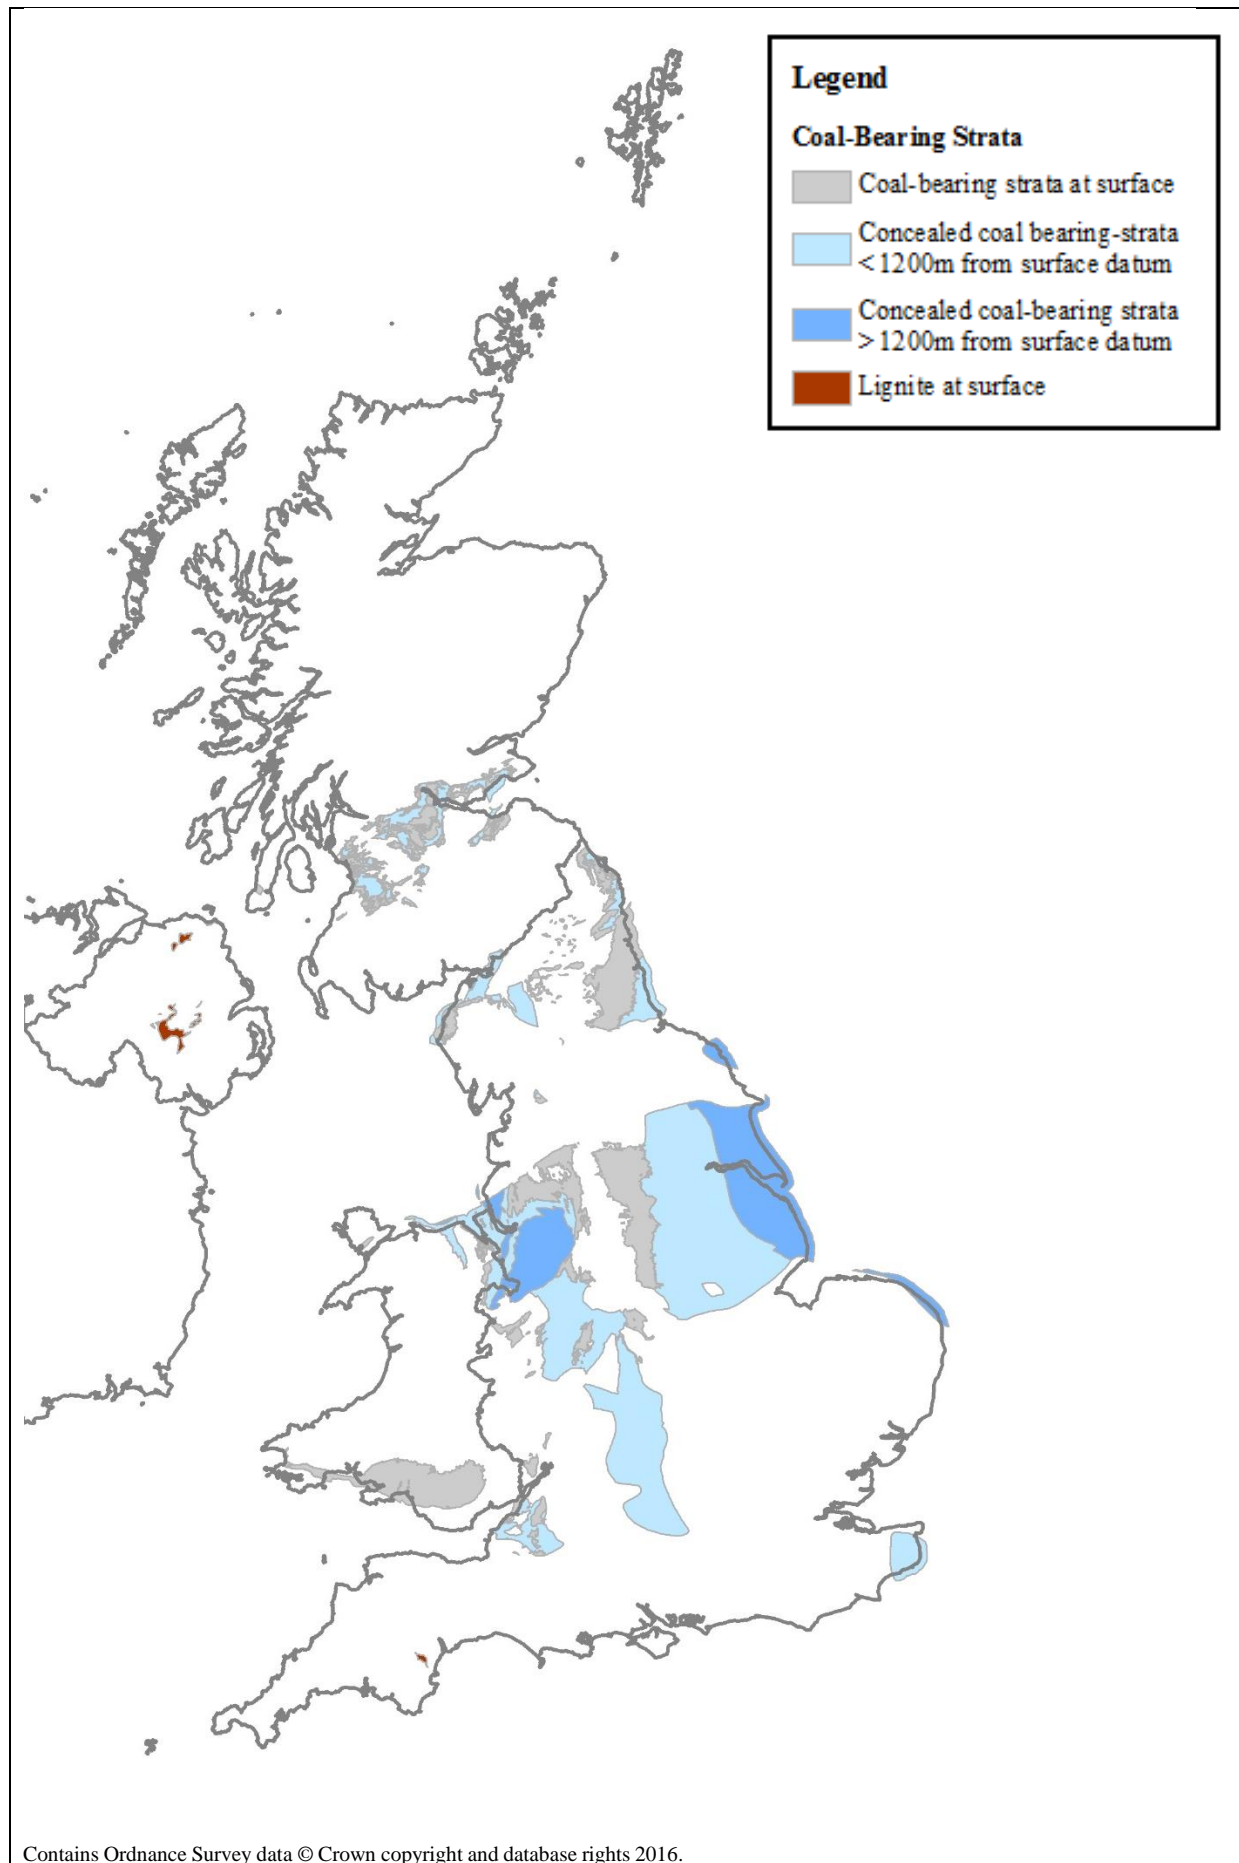 Legend
Coal-Bearing Strata
Coal-bearing strata at surface
Concealed coal bearing-strata
<1200m from surface datum
Concealed coal-bearing strata
>1200m from surface datum
Lignite at surface
Contains Ordnance Survey data © Crown copyright and database rights 2016.